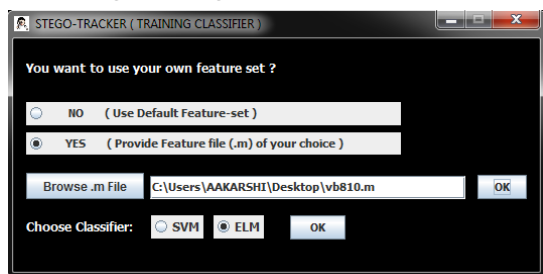 STEGO-TRACKER ( TRAINING CLASSIFIER )
You want to use your own feature set ?
NO ( Use Default Feature-set )
YES ( Provide Feature file (.m) of your choice )
Browse .m File C:\Users\AAKARSHI\Desktop\vb810.m OK
Choose Classifier: SVM ELM OK